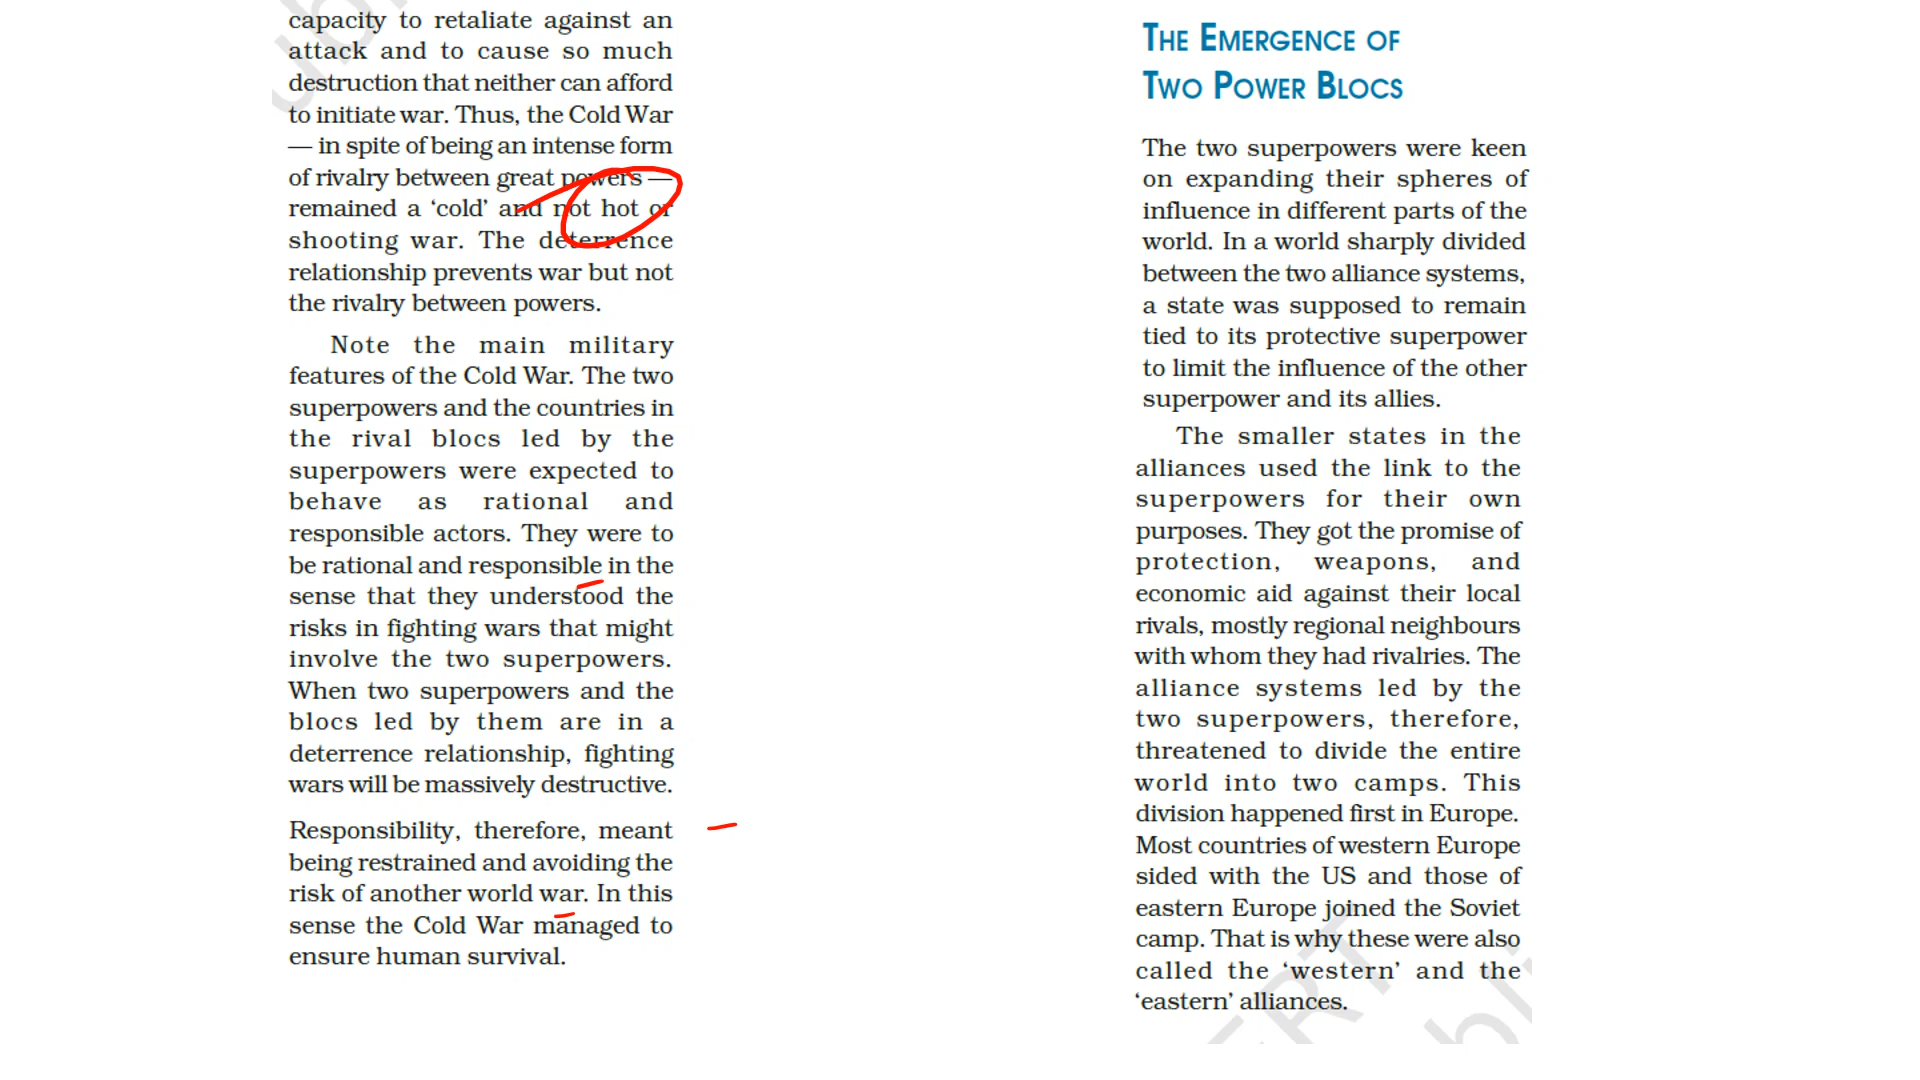 capacity to retaliate against an
attack and to cause so much
destruction that neither can afford
to initiate war. Thus, the Cold War
— in spite of being an intense form
of rivalry between great powers —
remained a ‘cold’ and not hot or
shooting war. The deterrence
relationship prevents war but not
the rivalry between powers.
Note the main military
features of the Cold War. The two
superpowers and the countries in
the rival blocs led by the
superpowers were expected to
behave as rational and
responsible actors. They were to
be rational and responsible in the
sense that they understood the
risks in fighting wars that might
involve the two superpowers.
When two superpowers and the
blocs led by them are in a
deterrence relationship, fighting
wars will be massively destructive.
Responsibility, therefore, meant
being restrained and avoiding the
risk of another world war. In this
sense the Cold War managed to
ensure human survival.
THE EMERGENCE OF
TWO POWER BLOCS
The two superpowers were keen
on expanding their spheres of
influence in different parts of the
world. In a world sharply divided
between the two alliance systems,
a state was supposed to remain
tied to its protective superpower
to limit the influence of the other
superpower and its allies.
The smaller states in the
alliances used the link to the
superpowers for their own
purposes. They got the promise of
protection, weapons, and
economic aid against their local
rivals, mostly regional neighbours
with whom they had rivalries. The
alliance systems led by the
two superpowers, therefore,
threatened to divide the entire
world into two camps. This
division happened first in Europe.
Most countries of western Europe
sided with the US and those of
eastern Europe joined the Soviet
camp. That is why these were also
called the ‘western’ and the
‘eastern’ alliances.